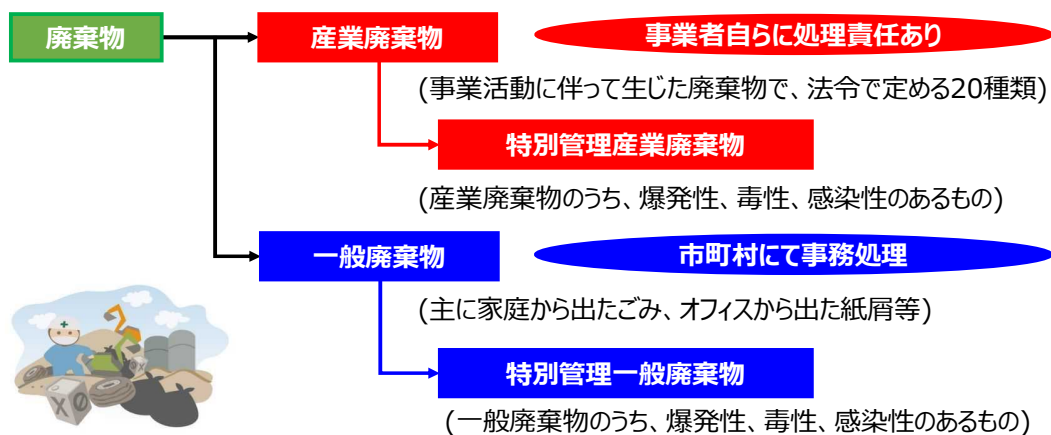 廃棄物
産業廃棄物
事業者自らに処理責任あり
(事業活動に伴って生じた廃棄物で、法令で定める20種類)
特別管理産業廃棄物
(産業廃棄物のうち、爆発性、毒性、感染性のあるもの)
一般廃棄物
市町村にて事務処理
(主に家庭から出たごみ、オフィスから出た紙屑等)
特別管理一般廃棄物
(一般廃棄物のうち、爆発性、毒性、感染性のあるもの)